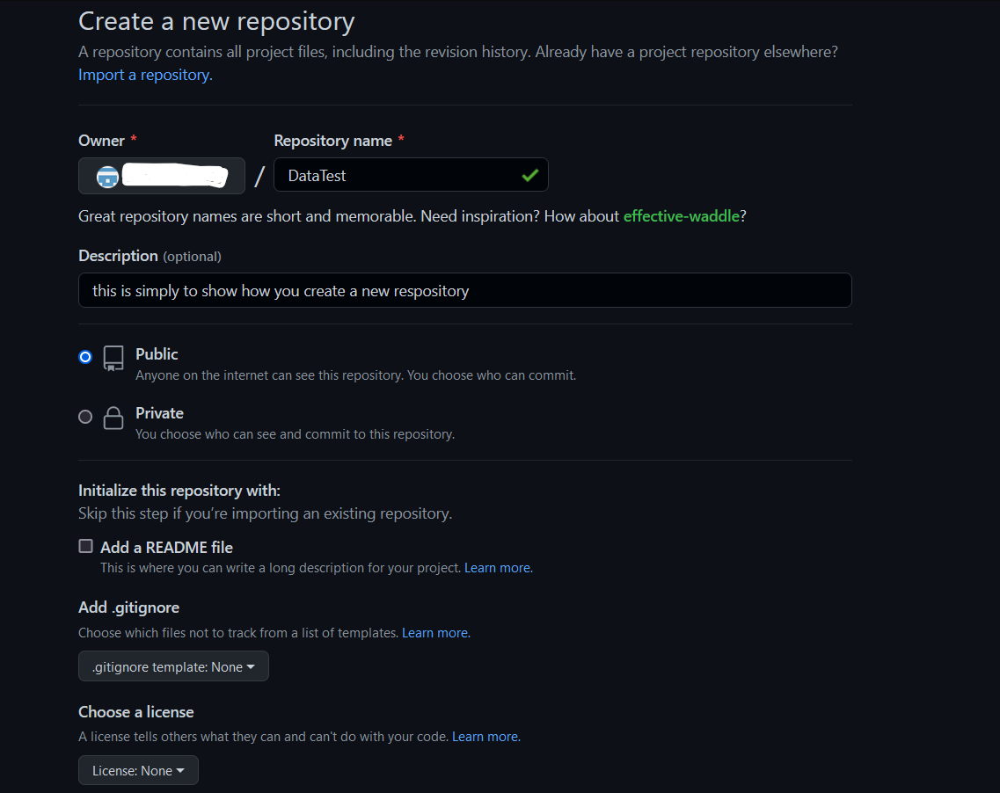 Create a new repository
A repository contains all project files, including the revision history. Already have a project repository elsewhere?
Import a repository.
Owner *
Repository name *
/
DataTest
Great repository names are short and memorable. Need inspiration? How about effective-waddle?
Description (optional)
this is simply to show how you create a new respository
Public
Anyone on the internet can see this repository. You choose who can commit.
Private
You choose who can see and commit to this repository.
Initialize this repository with:
Skip this step if you’re importing an existing repository.
Add a README file
This is where you can write a long description for your project. Learn more.
Add .gitignore
Choose which files not to track from a list of templates. Learn more.
.gitignore template: None
Choose a license
A license tells others what they can and can't do with your code. Learn more.
License: None